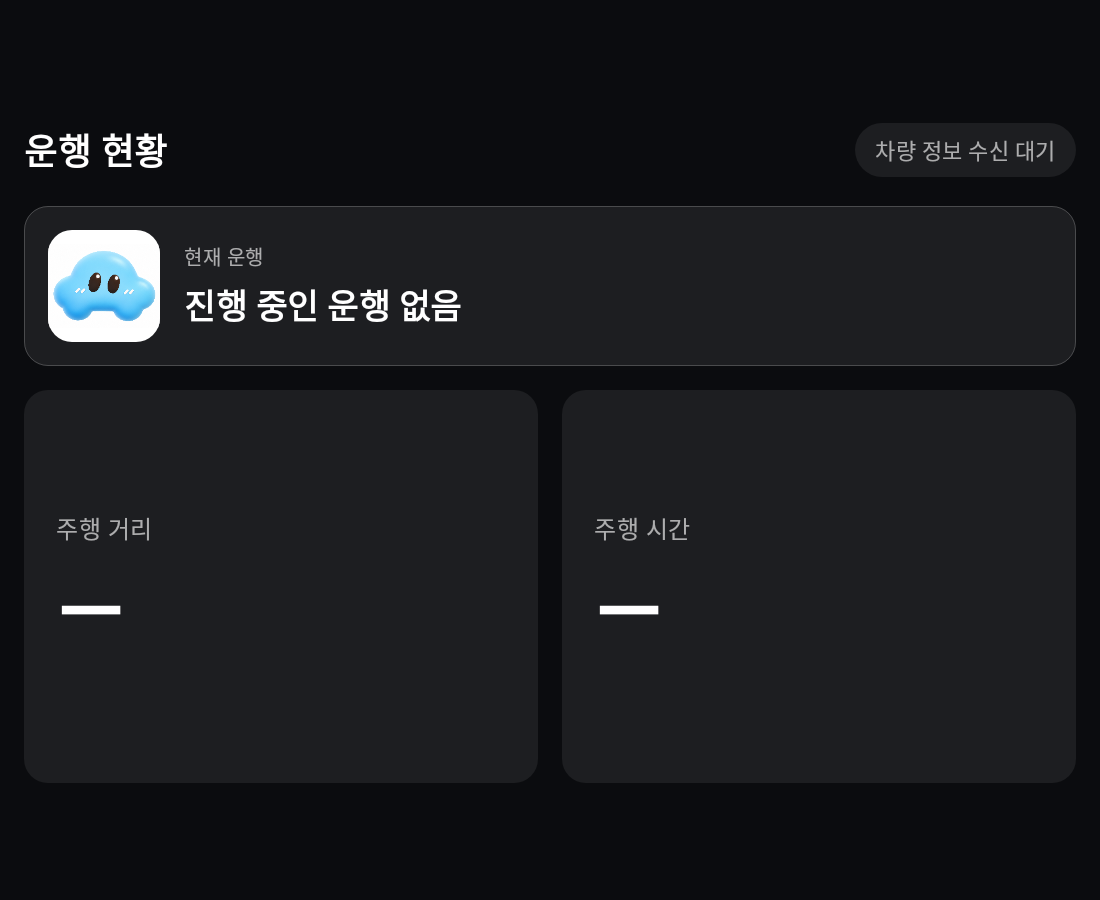 운행 현황
차량 정보 수신 대기
현재 운행
진행 중인 운행 없음
주행 거리
—
주행 시간
—